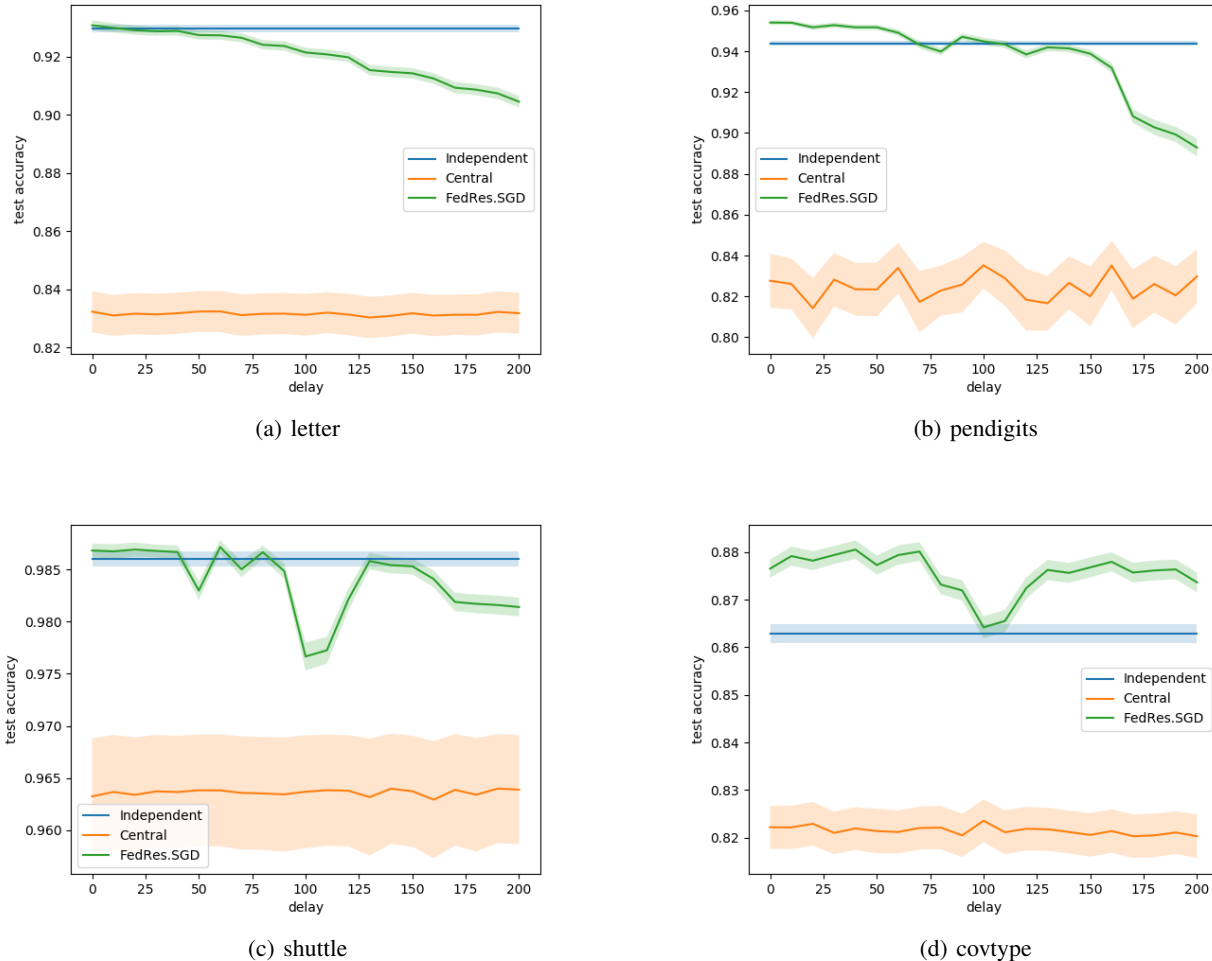 0.92
0.90
0.88
0.86
0.84
0.82
test accuracy
Independent
Central
FedRes.SGD
0 25 50 75 100 125 150 175 200
delay
(a) letter
0.96
0.94
0.92
0.90
0.88
0.86
0.84
0.82
0.80
test accuracy
Independent
Central
FedRes.SGD
0 25 50 75 100 125 150 175 200
delay
(b) pendigits
0.985
0.980
0.975
0.970
0.965
0.960
test accuracy
Independent
Central
FedRes.SGD
0 25 50 75 100 125 150 175 200
delay
(c) shuttle
0.88
0.87
0.86
0.85
0.84
0.83
0.82
test accuracy
Independent
Central
FedRes.SGD
0 25 50 75 100 125 150 175 200
delay
(d) covtype